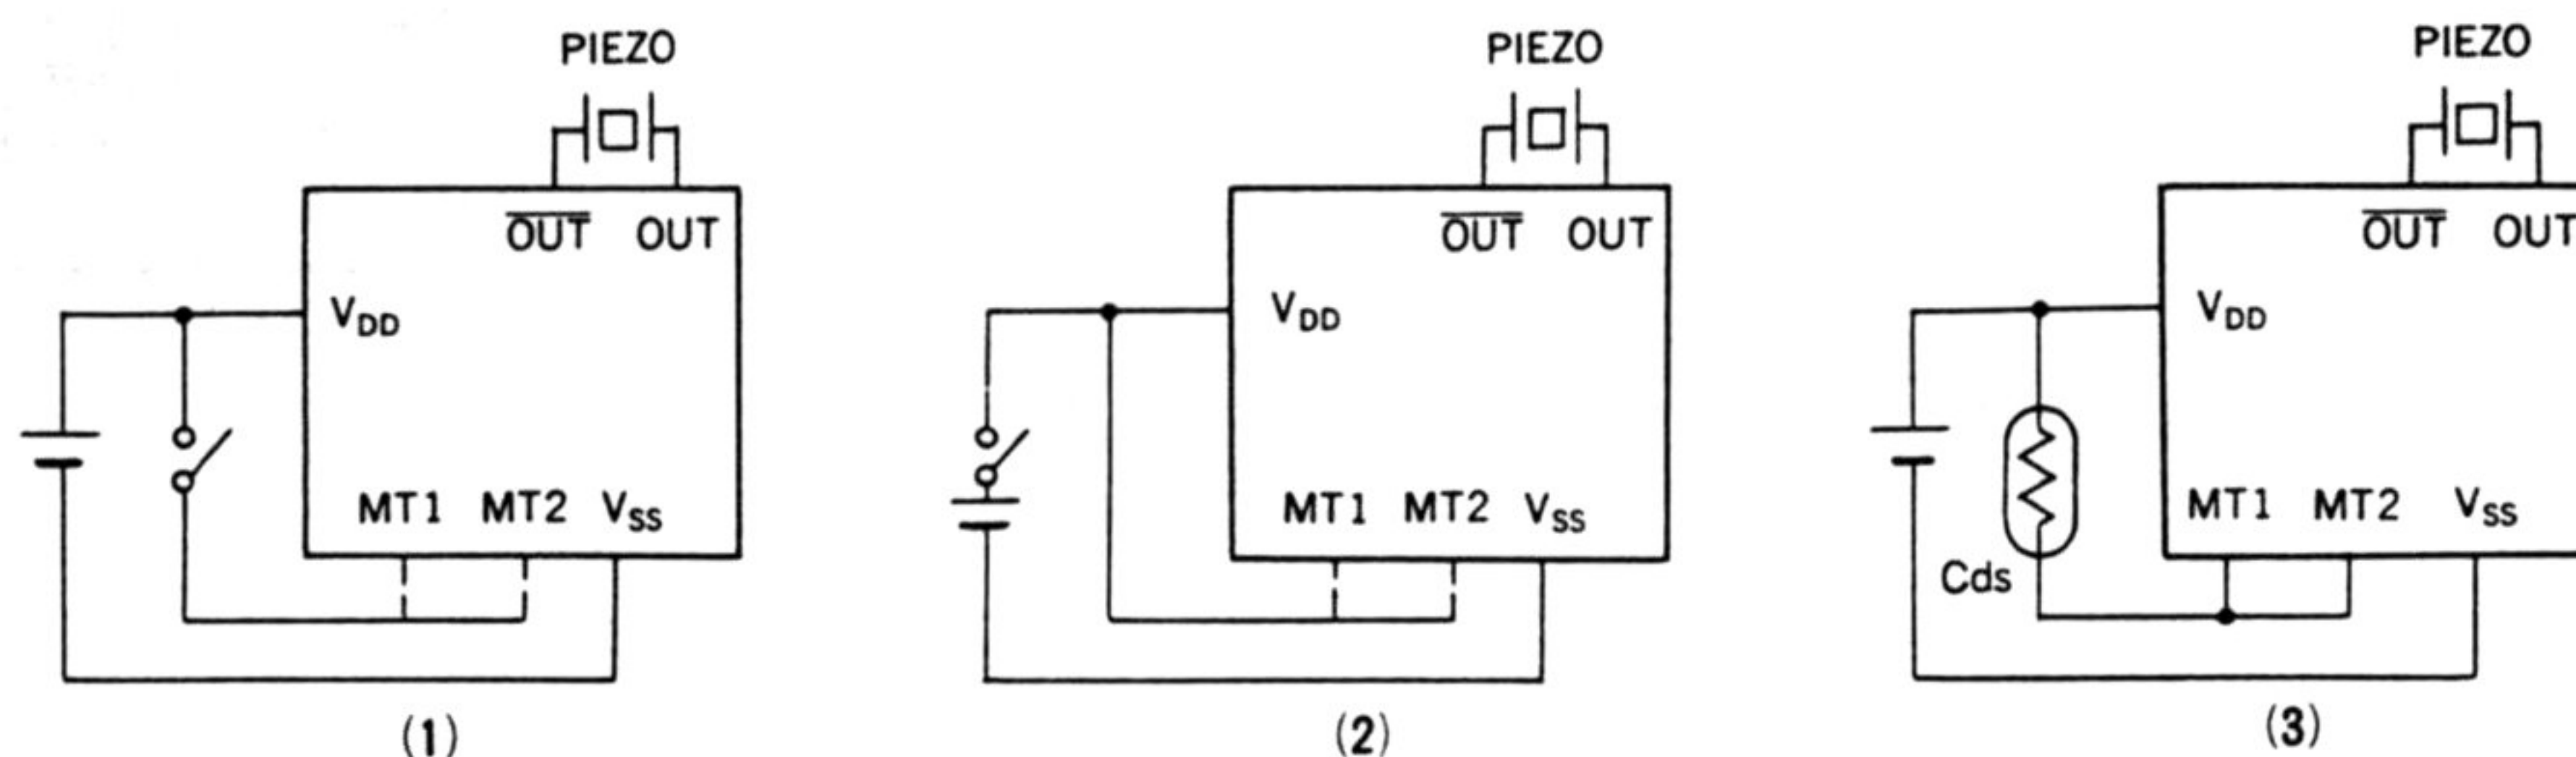 PIEZO
OUT OUT
VDD
MT1 MT2 VSS
(1)
PIEZO
OUT OUT
VDD
MT1 MT2 VSS
(2)
PIEZO
OUT OUT
VDD
MT1 MT2 VSS
Cds
(3)